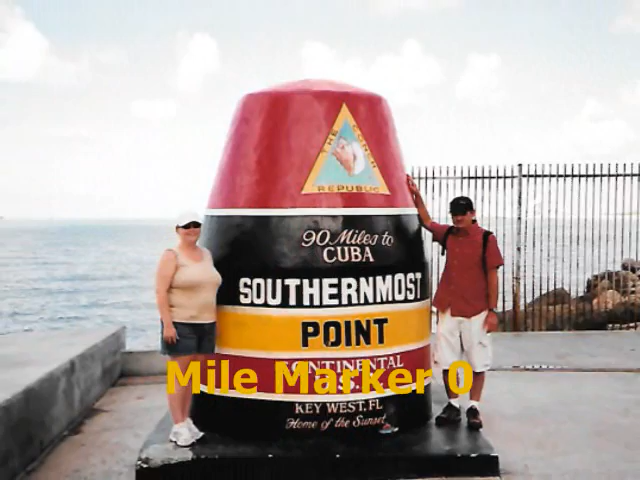 THE CONCH
REPUBLIC
90 Miles to
CUBA
SOUTHERNMOST
POINT
CONTINENTAL
U.S.
Mile Marker 0
KEY WEST, FL
Home of the Sunset